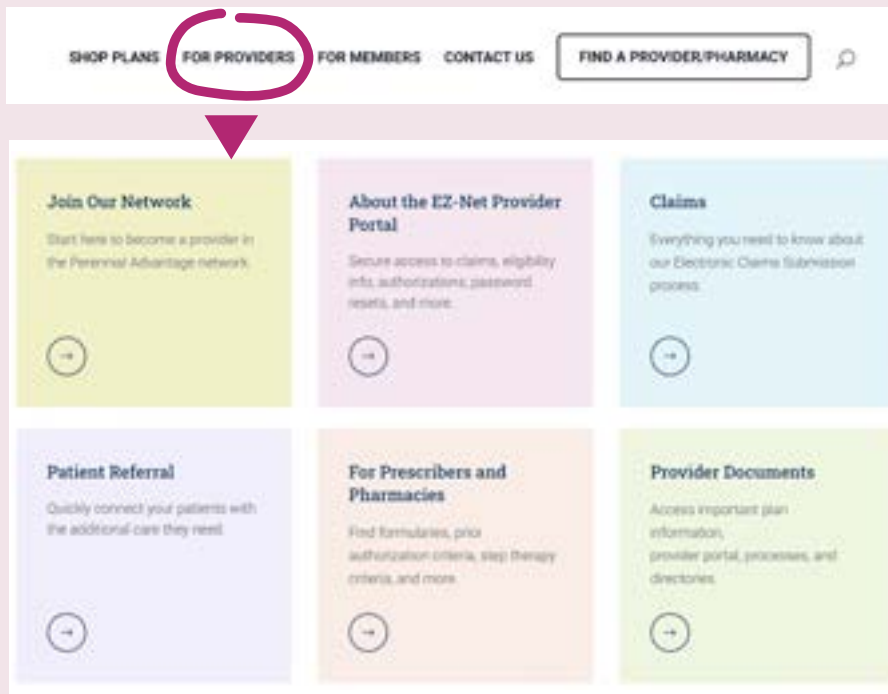 SHOP PLANS FOR PROVIDERS FOR MEMBERS CONTACT US FIND A PROVIDER/PHARMACY
Join Our Network
Start here to become a provider in
the Perennial Advantage network.
About the EZ-Net Provider
Portal
Secure access to claims, eligibility
info, authorizations, password
resets, and more.
Claims
Everything you need to know about
our Electronic Claims Submission
process.
Patient Referral
Quickly connect your patients with
the additional care they need.
For Prescribers and
Pharmacies
Find formularies, prior
authorization criteria, step therapy
criteria, and more.
Provider Documents
Access important plan
information,
provider portal, processes, and
directories.